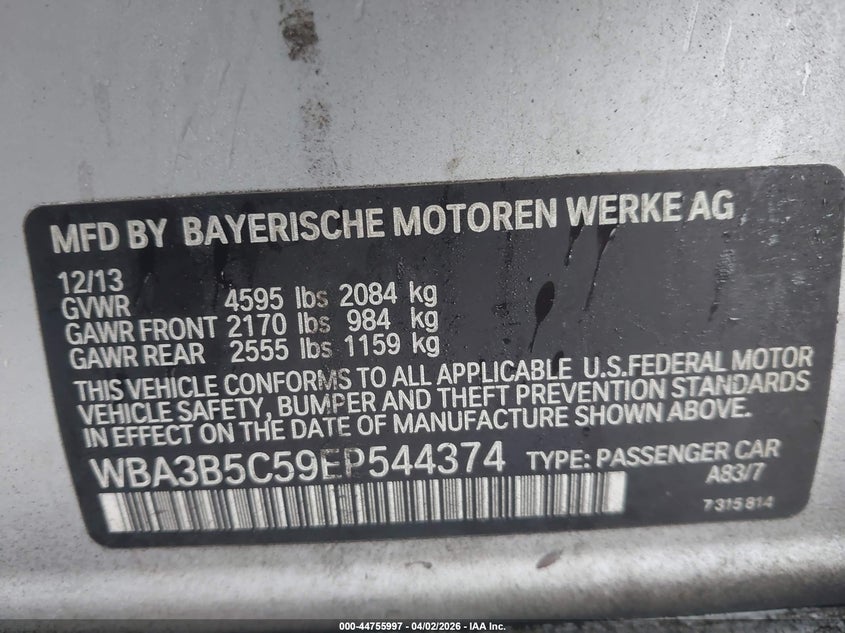 MFD BY BAYERISCHE MOTOREN WERKE AG
12/13
GVWR 4595 lbs 2084 kg
GAWR FRONT 2170 lbs 984 kg
GAWR REAR 2555 lbs 1159 kg
THIS VEHICLE CONFORMS TO ALL APPLICABLE U.S.FEDERAL MOTOR
VEHICLE SAFETY, BUMPER AND THEFT PREVENTION STANDARDS
IN EFFECT ON THE DATE OF MANUFACTURE SHOWN ABOVE.
WBA3B5C59EP544374 TYPE: PASSENGER CAR
A83/7
7315814
000-44755997 - 04/02/2026 - IAA Inc.